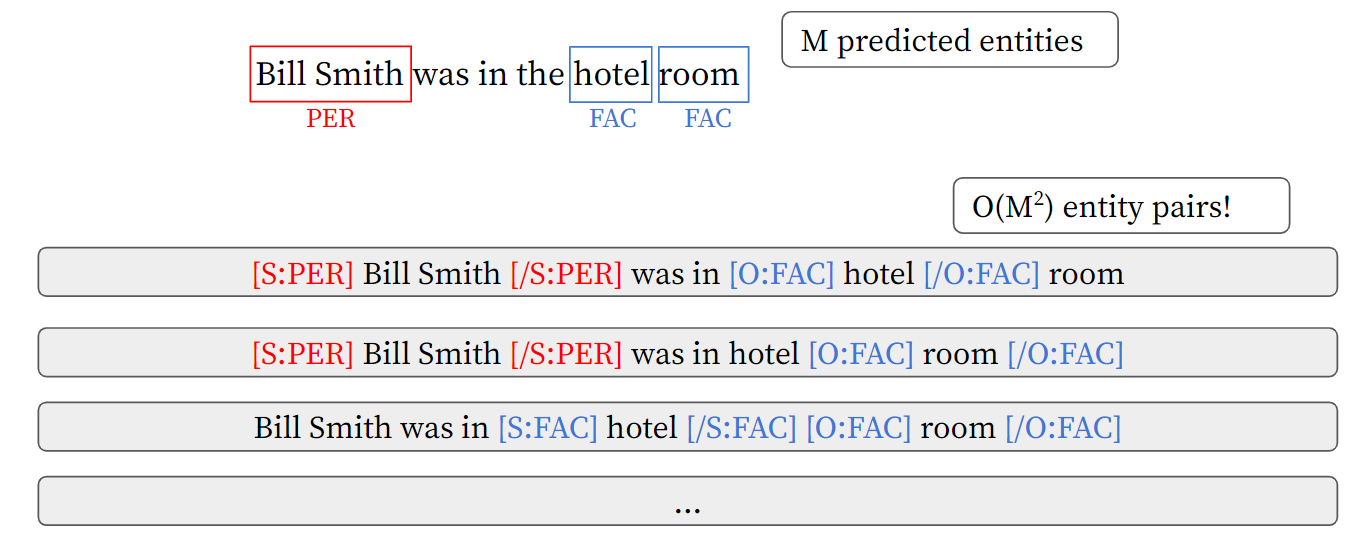 M predicted entities
Bill Smith was in the hotel room
PER FAC FAC
O(M²) entity pairs!
[S:PER] Bill Smith [/S:PER] was in [O:FAC] hotel [/O:FAC] room
[S:PER] Bill Smith [/S:PER] was in hotel [O:FAC] room [/O:FAC]
Bill Smith was in [S:FAC] hotel [/S:FAC] [O:FAC] room [/O:FAC]
...